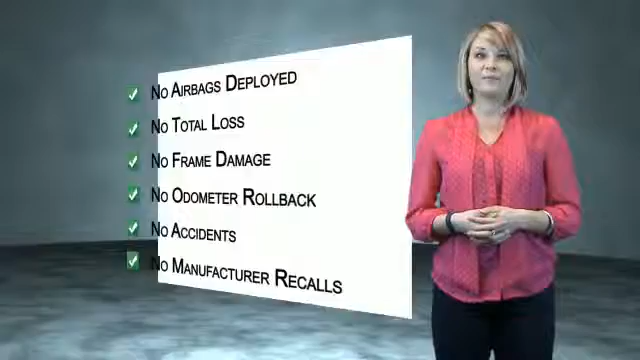 No Airbags Deployed
No Total Loss
No Frame Damage
No Odometer Rollback
No Accidents
No Manufacturer Recalls